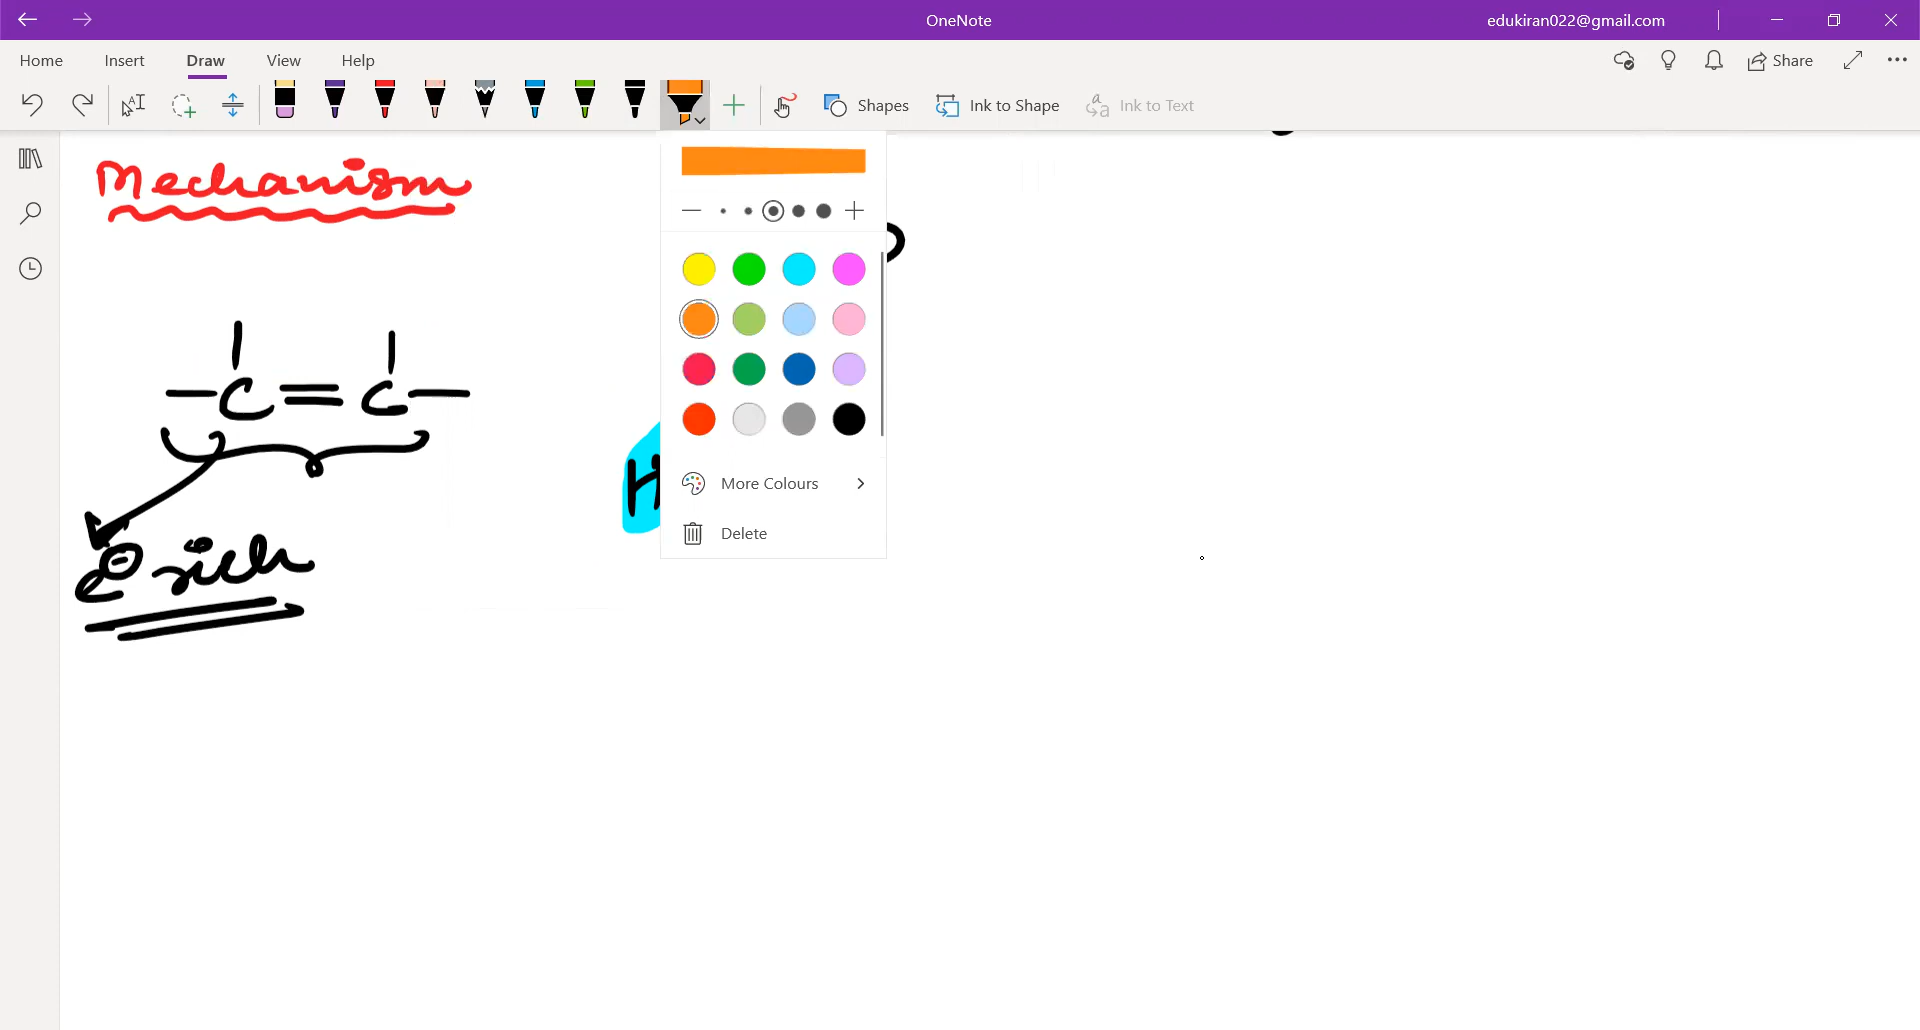 OneNote
edukiran022@gmail.com
Home Insert Draw View Help
Share
Shapes Ink to Shape Ink to Text
Mechanism
-C=C-
H
More Colours
Delete
e⊖ rich